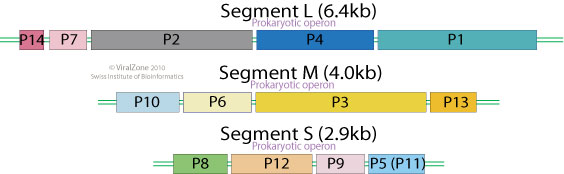 Segment L (6.4kb)
Prokaryotic operon
P14 P7 P2 P4 P1
© ViralZone 2010
Swiss Institute of Bioinformatics
Segment M (4.0kb)
Prokaryotic operon
P10 P6 P3 P13
Segment S (2.9kb)
Prokaryotic operon
P8 P12 P9 P5 (P11)